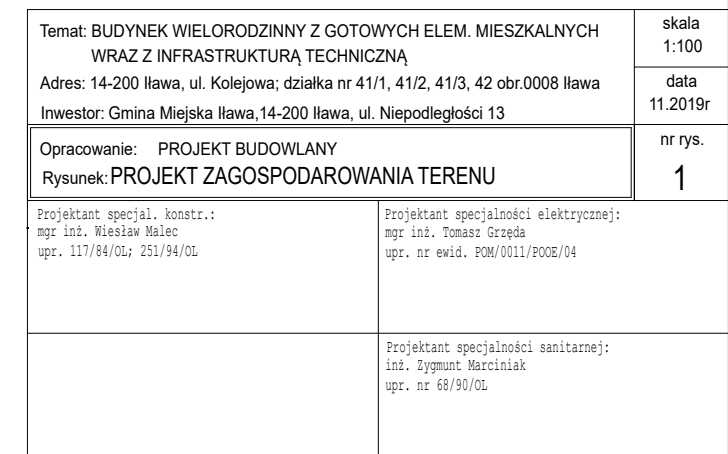 Temat: BUDYNEK WIELORODZINNY Z GOTOWYCH ELEM. MIESZKALNYCH
WRAZ Z INFRASTRUKTURĄ TECHNICZNĄ
skala
1:100
Adres: 14-200 Iława, ul. Kolejowa; działka nr 41/1, 41/2, 41/3, 42 obr.0008 Iława
Inwestor: Gmina Miejska Iława,14-200 Iława, ul. Niepodległości 13
data
11.2019r
Opracowanie: PROJEKT BUDOWLANY
Rysunek: PROJEKT ZAGOSPODAROWANIA TERENU
nr rys.
1
Projektant specjal. konstr.:
mgr inż. Wiesław Malec
upr. 117/84/OL; 251/94/OL
Projektant specjalności elektrycznej:
mgr inż. Tomasz Grzęda
upr. nr ewid. POM/0011/POOE/04
Projektant specjalności sanitarnej:
inż. Zygmunt Marciniak
upr. nr 68/90/OL